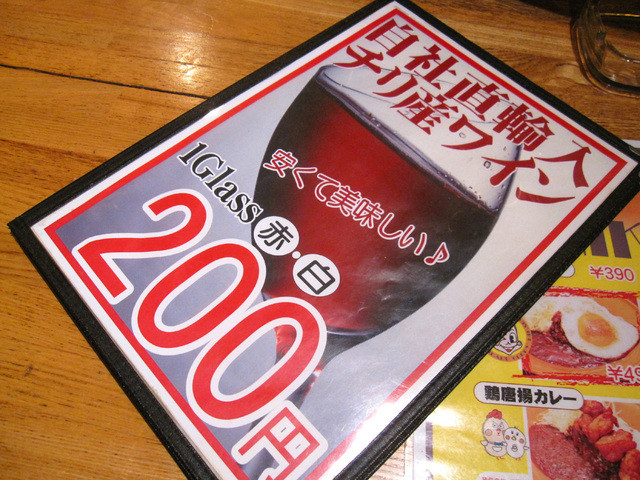 自社直輸入
チリ産ワイン
安くて美味しい♪
1Glass 赤・白
200円
¥390
鶏唐揚カレー